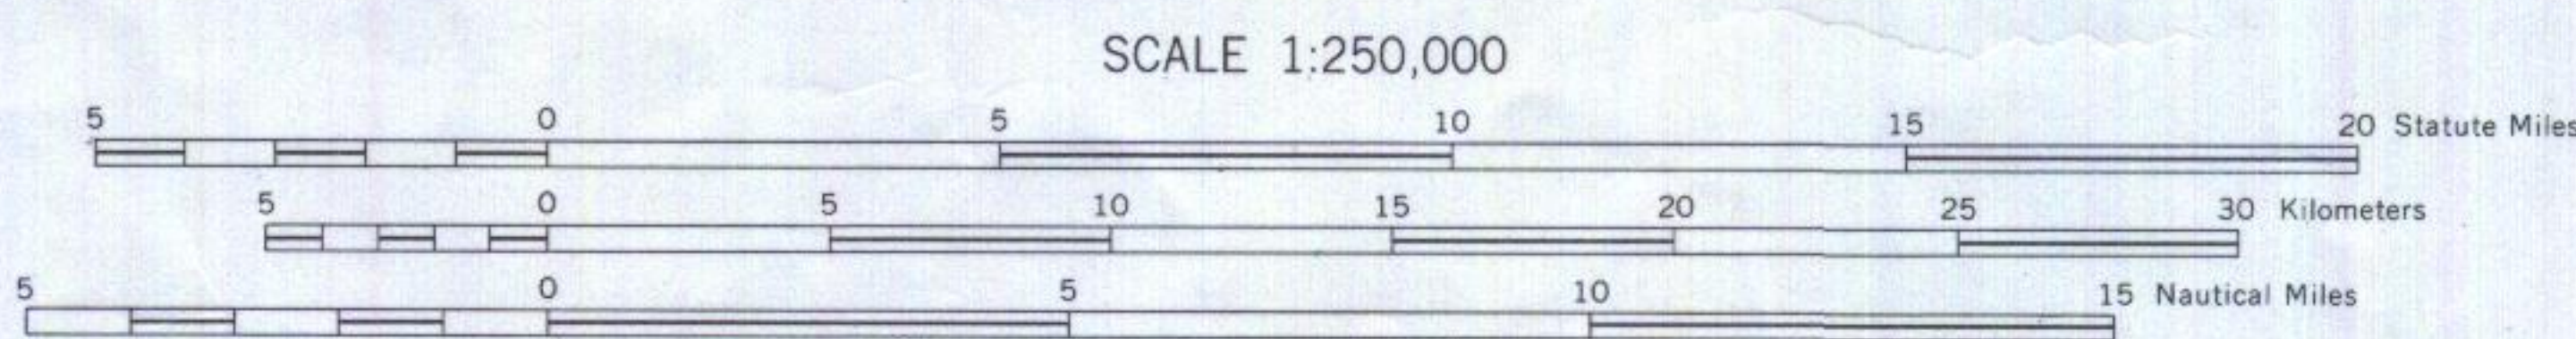 SCALE 1:250,000
5 0 5 10 15 20 Statute Miles
5 0 5 10 15 20 25 30 Kilometers
5 0 5 10 15 Nautical Miles